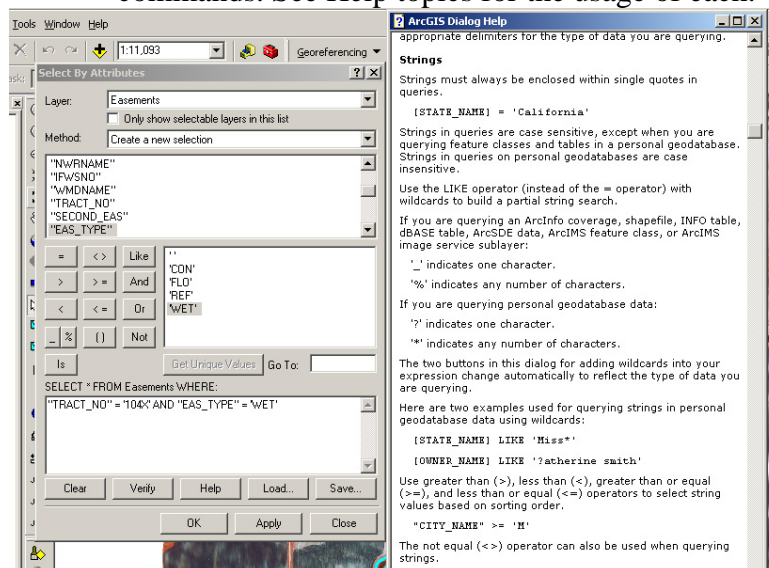 commands. See Help topics for the usage of each.
Tools Window Help
1:11,093
Georeferencing
Select By Attributes
Layer: Easements
Only show selectable layers in this list
Method: Create a new selection
"NWRNAME"
"IFWSNO"
"WMDNAME"
"TRACT_NO"
"SECOND_EAS"
"EAS_TYPE"
= <> Like
> >= And
< <= Or
_ % () Not
Is
' '
'CON'
'FLO'
'REF'
'WET'
Get Unique Values Go To:
SELECT * FROM Easements WHERE:
"TRACT_NO" = '104X' AND "EAS_TYPE" = 'WET'
Clear Verify Help Load... Save...
OK Apply Close
ArcGIS Dialog Help
appropriate delimiters for the type of data you are querying.
Strings
Strings must always be enclosed within single quotes in
queries.
[STATE_NAME] = 'California'
Strings in queries are case sensitive, except when you are
querying feature classes and tables in a personal geodatabase.
Strings in queries on personal geodatabases are case
insensitive.
Use the LIKE operator (instead of the = operator) with
wildcards to build a partial string search.
If you are querying an ArcInfo coverage, shapefile, INFO table,
dBASE table, ArcSDE data, ArcIMS feature class, or ArcIMS
image service sublayer:
'_' indicates one character.
'%' indicates any number of characters.
If you are querying personal geodatabase data:
'?' indicates one character.
'*' indicates any number of characters.
The two buttons in this dialog for adding wildcards into your
expression change automatically to reflect the type of data you
are querying.
Here are two examples used for querying strings in personal
geodatabase data using wildcards:
[STATE_NAME] LIKE 'Miss*'
[OWNER_NAME] LIKE '?atherine smith'
Use greater than (>), less than (<), greater than or equal
(>=), and less than or equal (<=) operators to select string
values based on sorting order.
"CITY_NAME" >= 'M'
The not equal (<>) operator can also be used when querying
strings.